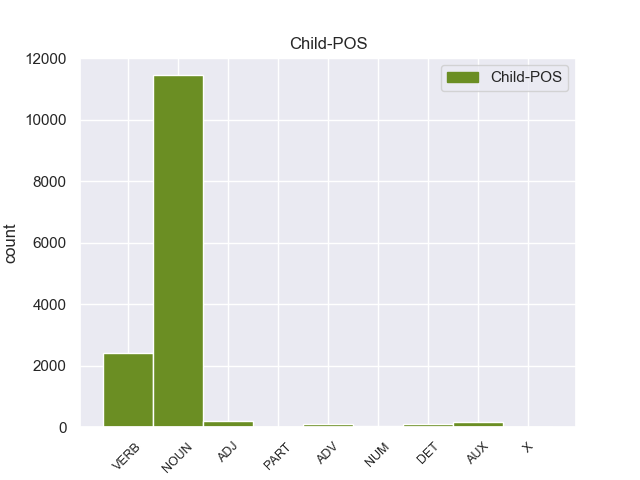 Child-POS
12000
Child-POS
10000
8000
6000
4000
2000
0
count
VERB NOUN ADJ PART ADV NUM DET AUX X